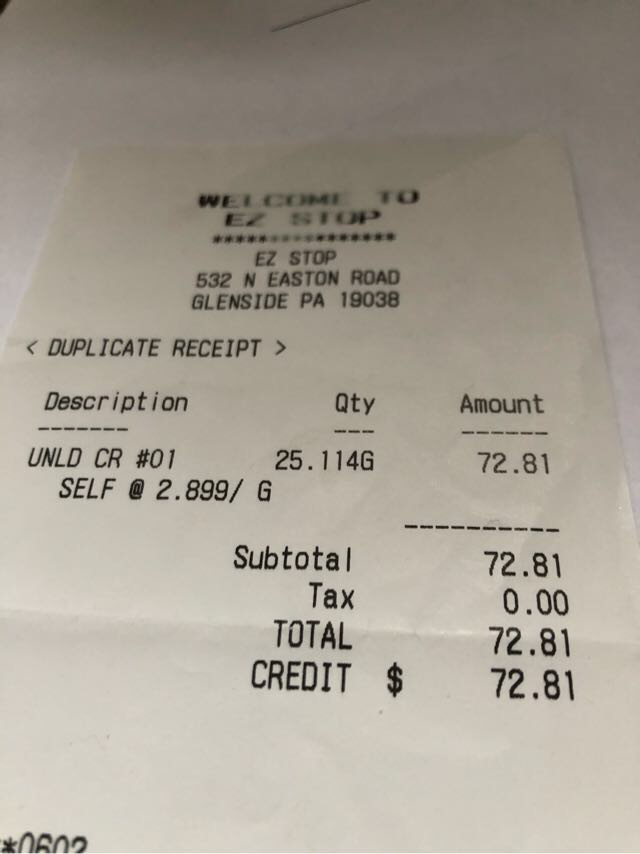 WELCOME TO
EZ STOP
******************
EZ STOP
532 N EASTON ROAD
GLENSIDE PA 19038
< DUPLICATE RECEIPT >
Description Qty Amount
------- --- ------
UNLD CR #01 25.114G 72.81
SELF @ 2.899/ G
-----------
Subtotal 72.81
Tax 0.00
TOTAL 72.81
CREDIT $ 72.81